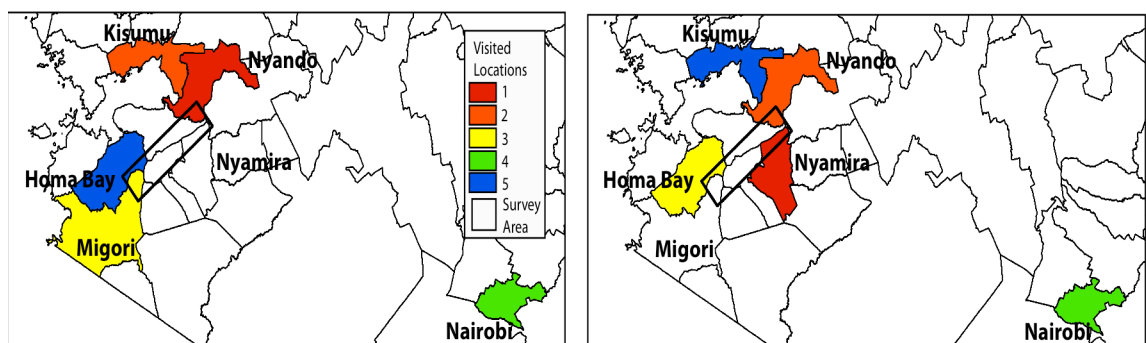 Kisumu
Nyando
Nyamira
Homa Bay
Migori
Nairobi
Visited
Locations
1
2
3
4
5
Survey
Area
Kisumu
Nyando
Nyamira
Homa Bay
Migori
Nairobi